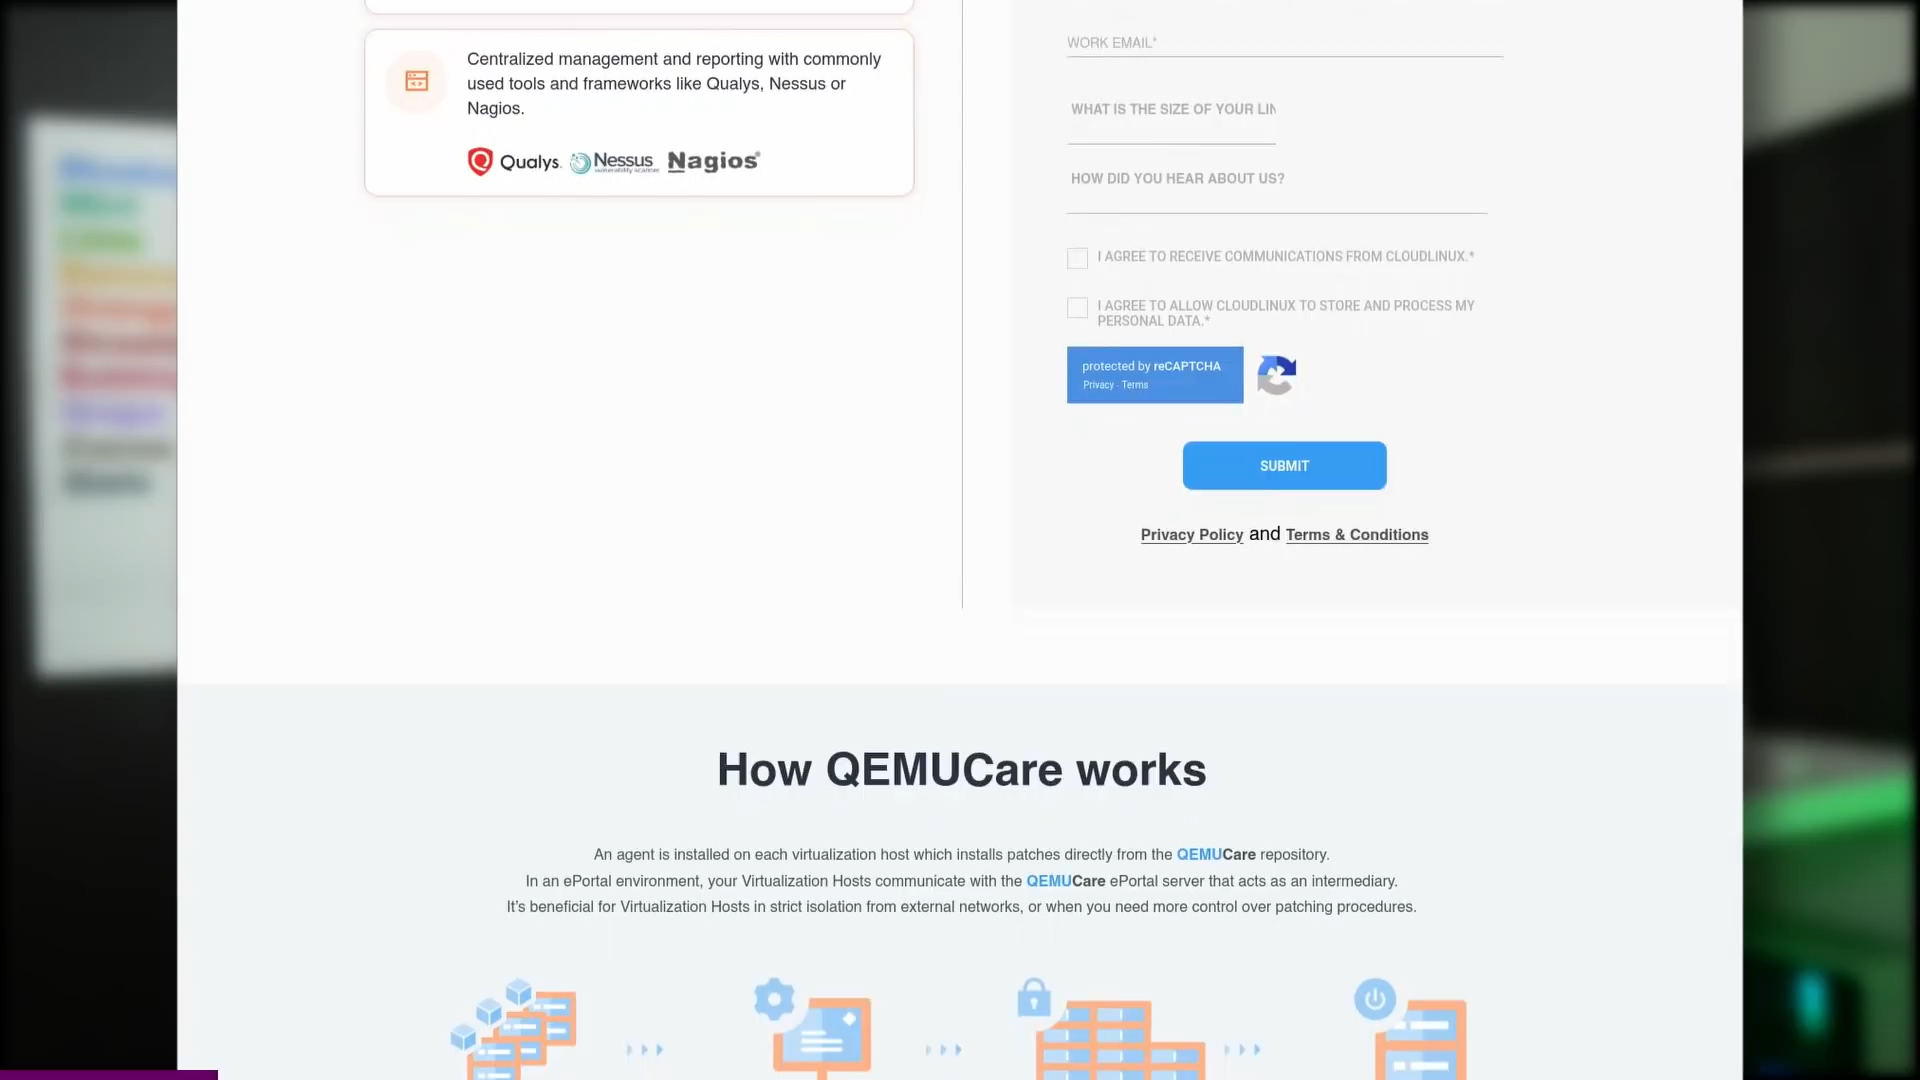 Centralized management and reporting with commonly
used tools and frameworks like Qualys, Nessus or
Nagios.
Qualys. Nessus vulnerability scanner Nagios®
WORK EMAIL*
WHAT IS THE SIZE OF YOUR LIN
HOW DID YOU HEAR ABOUT US?
I AGREE TO RECEIVE COMMUNICATIONS FROM CLOUDLINUX.*
I AGREE TO ALLOW CLOUDLINUX TO STORE AND PROCESS MY
PERSONAL DATA.*
protected by reCAPTCHA
Privacy - Terms
SUBMIT
Privacy Policy and Terms & Conditions
How QEMUCare works
An agent is installed on each virtualization host which installs patches directly from the QEMUCare repository.
In an ePortal environment, your Virtualization Hosts communicate with the QEMUCare ePortal server that acts as an intermediary.
It's beneficial for Virtualization Hosts in strict isolation from external networks, or when you need more control over patching procedures.